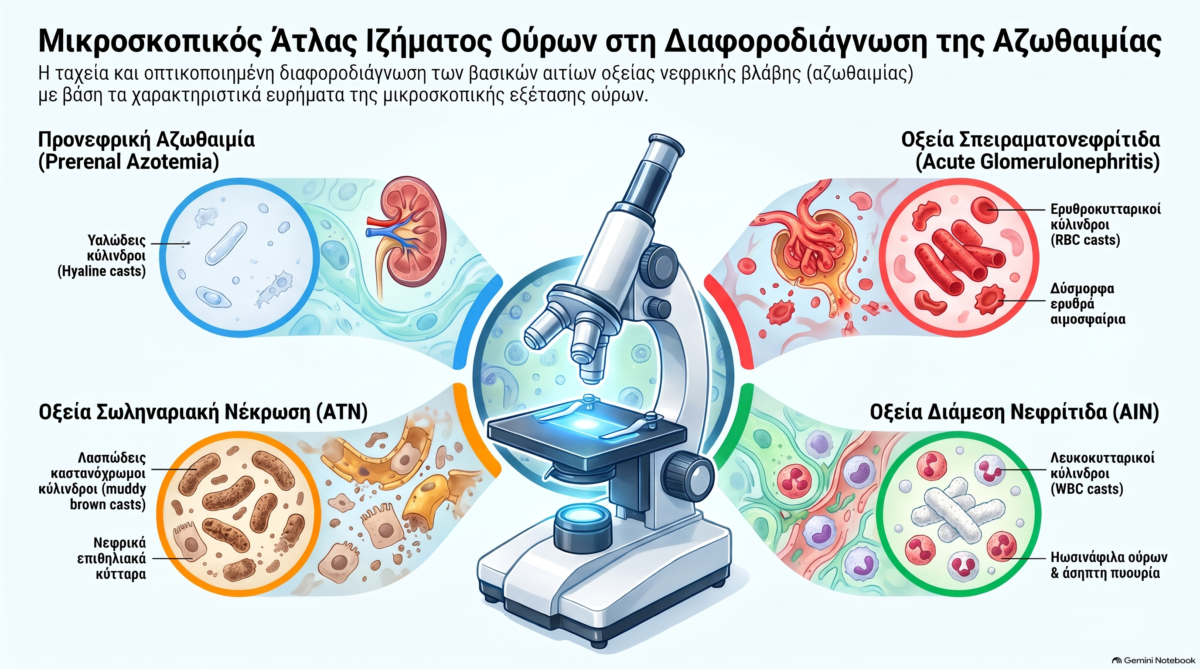 Μικροσκοπικός Άτλας Ιζήματος Ούρων στη Διαφοροδιάγνωση της Αζωθαιμίας
Η ταχεία και οπτικοποιημένη διαφοροδιάγνωση των βασικών αιτίων οξείας νεφρικής βλάβης (αζωθαιμίας)
με βάση τα χαρακτηριστικά ευρήματα της μικροσκοπικής εξέτασης ούρων.
Προνεφρική Αζωθαιμία
(Prerenal Azotemia)
Υαλώδεις
κύλινδροι
(Hyaline casts)
Οξεία Σπειραματονεφρίτιδα
(Acute Glomerulonephritis)
Ερυθροκυτταρικοί
κύλινδροι
(RBC casts)
Δύσμορφα
ερυθρά
αιμοσφαίρια
Οξεία Σωληναριακή Νέκρωση (ATN)
Λασπώδεις
καστανόχρωμοι
κύλινδροι (muddy
brown casts)
Νεφρικά
επιθηλιακά
κύτταρα
Οξεία Διάμεση Νεφρίτιδα (AIN)
Λευκοκυτταρικοί
κύλινδροι
(WBC casts)
Ηωσινάφιλα ούρων
& άσηπτη πυουρία
Gemini Notebook